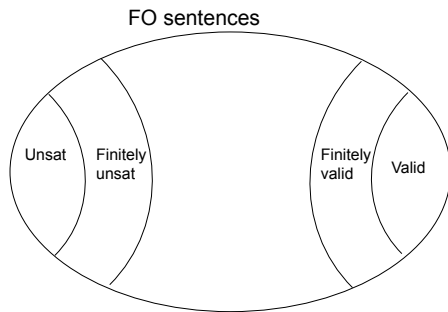 FO sentences
Unsat
Finitely
unsat
Finitely
valid
Valid